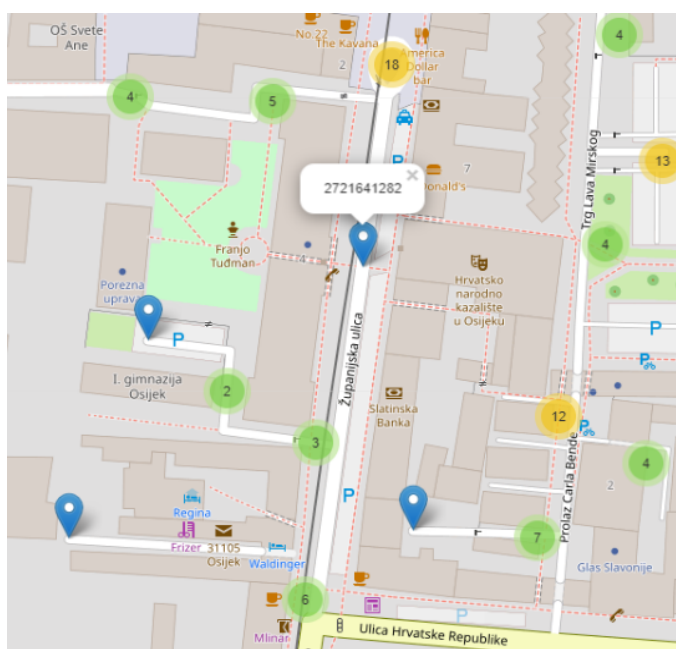 OŠ Svete
Ane
No.22
The Kavana
America
Dollar
bar
18
4
4
5
2
P
7
Donald's
13
2721641282
×
Trg Lava Mirskog
4
Franjo
Tuđman
4
Hrvatsko
narodno
kazalište
u Osijeku
Porezna
uprava
P
P
Županijska ulica
I. gimnazija
Osijek
2
Slatinska
Banka
12
3
4
2
P
Prolaz Carla Bende
Regina
Frizer
31105
Osijek
Waldinger
7
Glas Slavonije
6
P
Mlinar
Ulica Hrvatske Republike